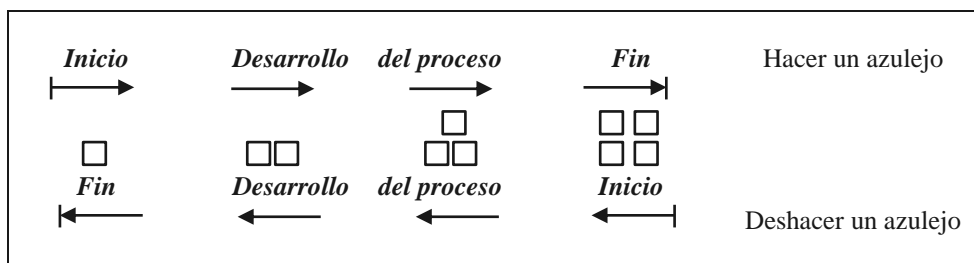 Inicio Desarrollo del proceso Fin Hacer un azulejo
Fin Desarrollo del proceso Inicio
Deshacer un azulejo